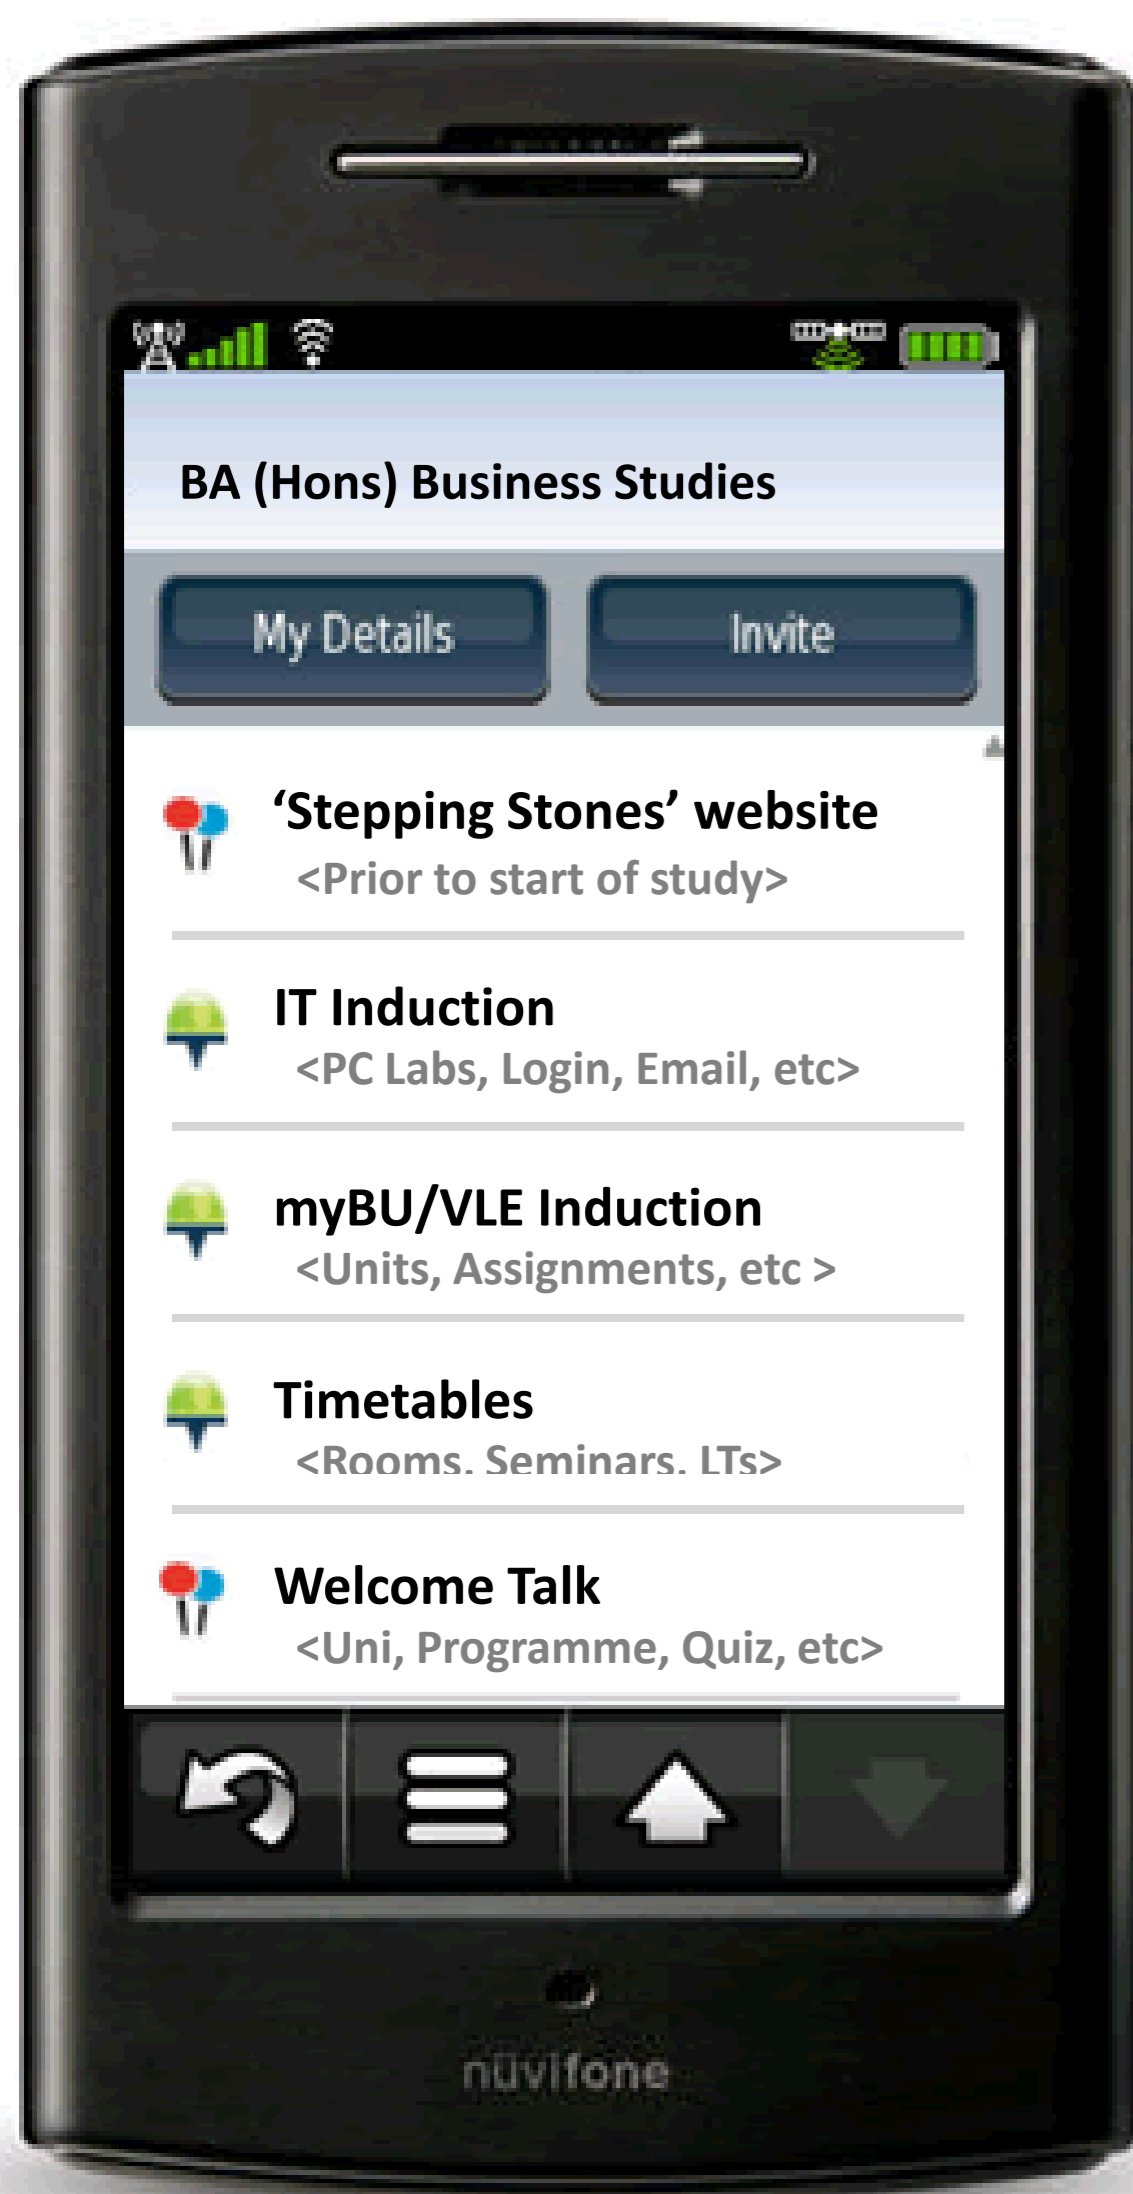 BA (Hons) Business Studies
My Details
Invite
‘Stepping Stones’ website
<Prior to start of study>
IT Induction
<PC Labs, Login, Email, etc>
myBU/VLE Induction
<Units, Assignments, etc >
Timetables
<Rooms, Seminars, LTs>
Welcome Talk
<Uni, Programme, Quiz, etc>
nüvifone